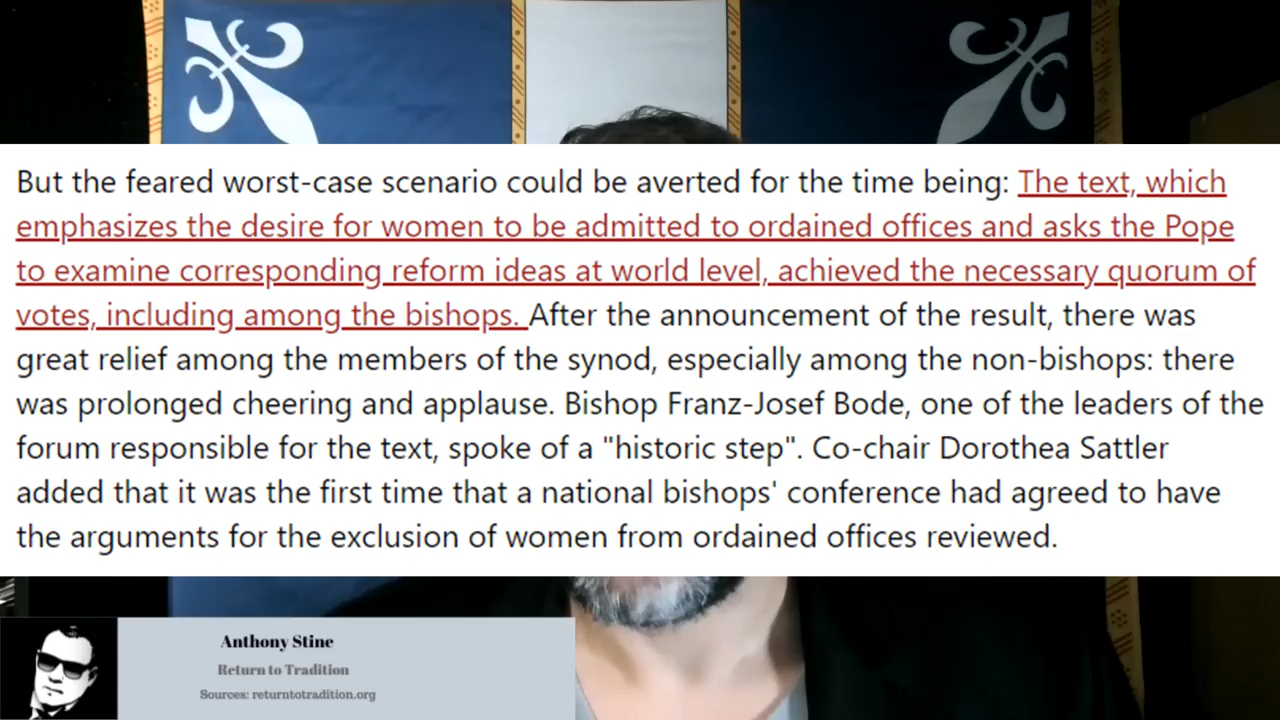 But the feared worst-case scenario could be averted for the time being: The text, which
emphasizes the desire for women to be admitted to ordained offices and asks the Pope
to examine corresponding reform ideas at world level, achieved the necessary quorum of
votes, including among the bishops. After the announcement of the result, there was
great relief among the members of the synod, especially among the non-bishops: there
was prolonged cheering and applause. Bishop Franz-Josef Bode, one of the leaders of the
forum responsible for the text, spoke of a "historic step". Co-chair Dorothea Sattler
added that it was the first time that a national bishops' conference had agreed to have
the arguments for the exclusion of women from ordained offices reviewed.
Anthony Stine
Return to Tradition
Sources: returntotradition.org